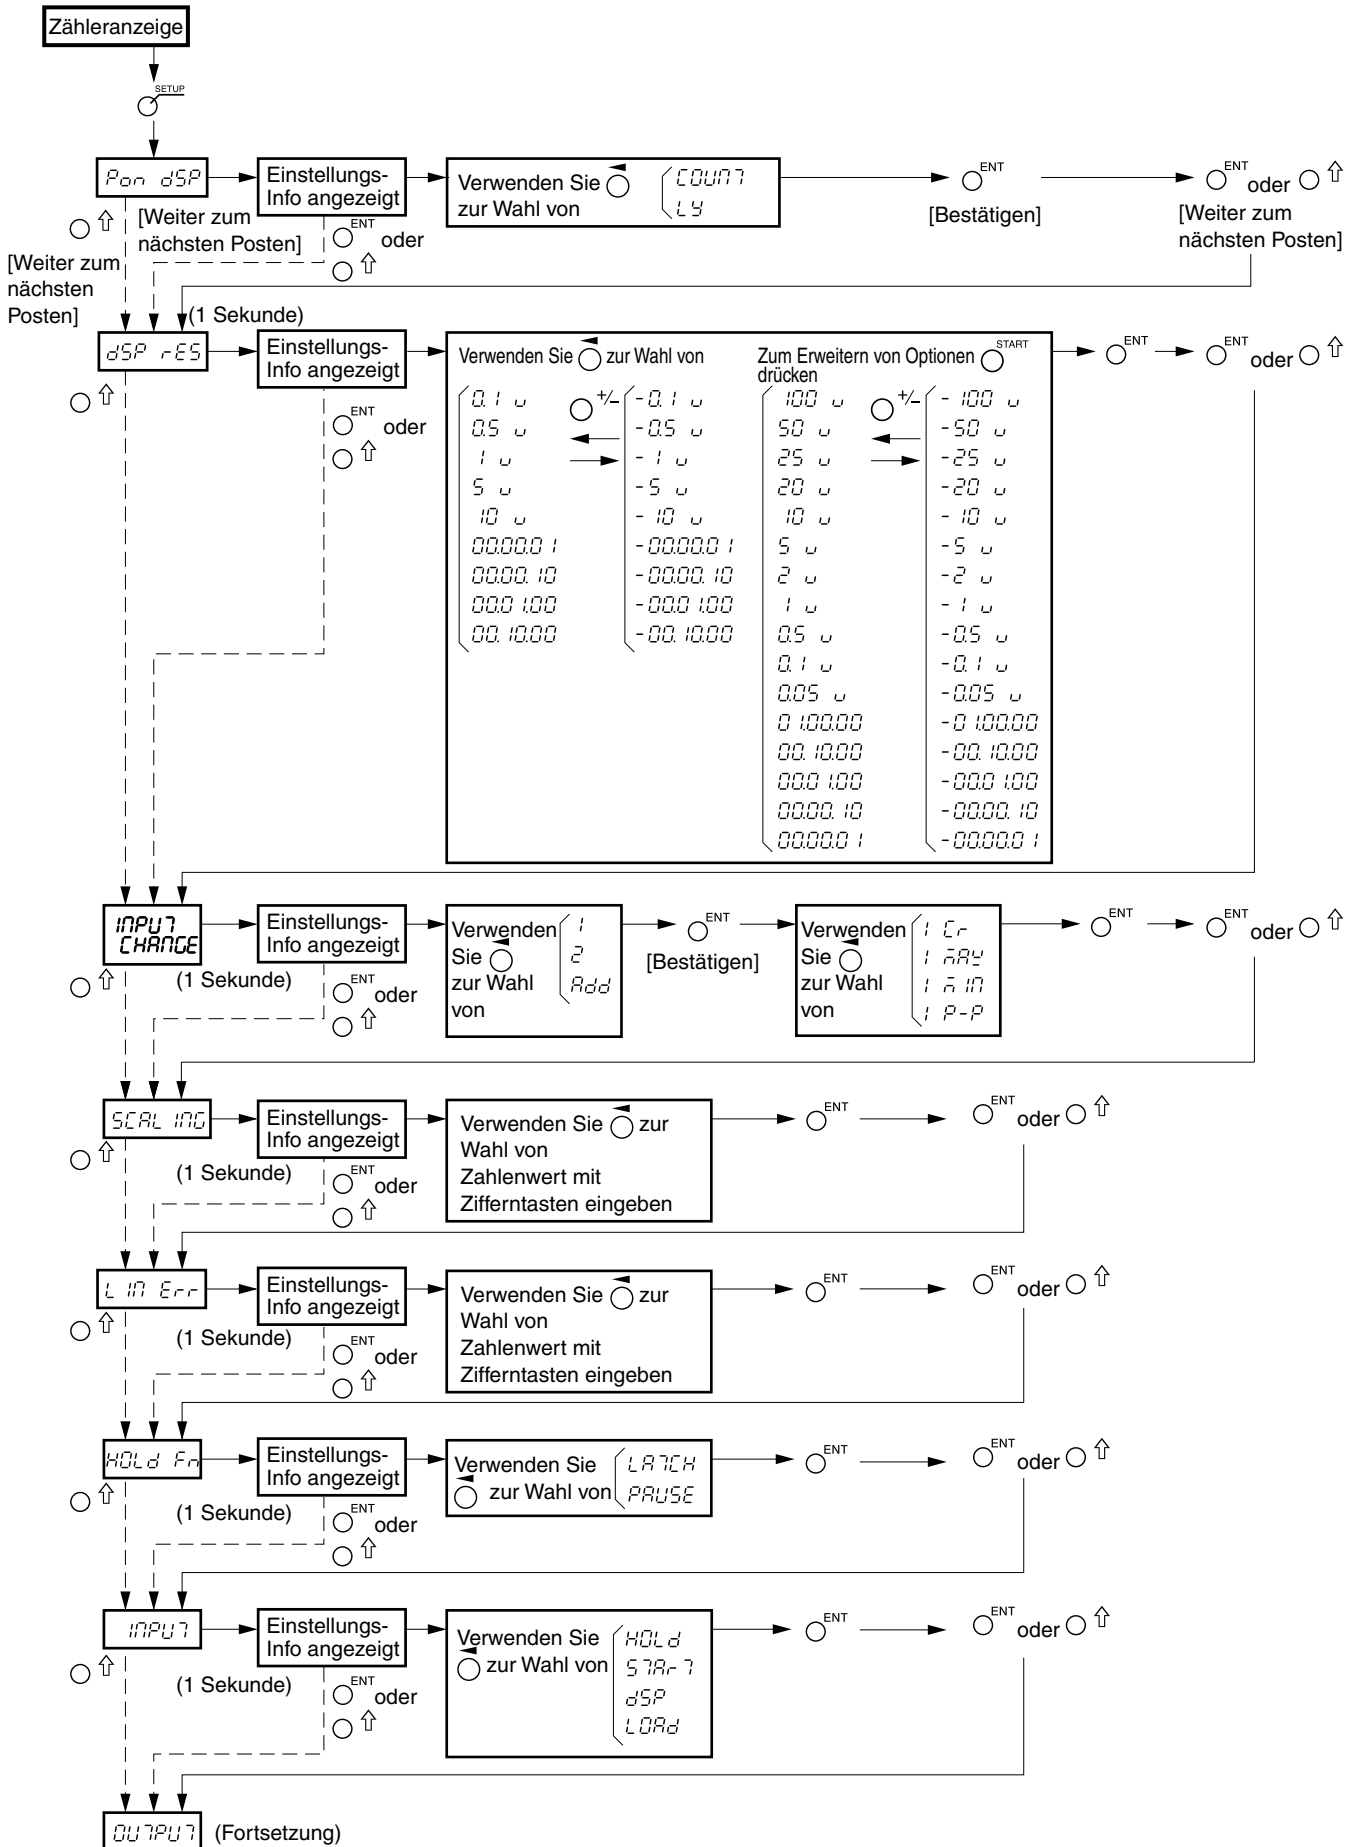 Zähleranzeige
SETUP
Pon dSP
Einstellungs-
Info angezeigt
Verwenden Sie
zur Wahl von
COUNT
LY
ENT
[Bestätigen]
ENT oder
[Weiter zum
nächsten Posten]
[Weiter zum
nächsten Posten]
ENT oder
[Weiter zum
nächsten
Posten]
(1 Sekunde)
dSP rES
Einstellungs-
Info angezeigt
ENT oder
Verwenden Sie zur Wahl von
0.1 u
0.5 u
1 u
5 u
10 u
00.00.01
00.00.10
00.01.00
00.10.00
+/-
-0.1 u
-0.5 u
-1 u
-5 u
-10 u
-00.00.01
-00.00.10
-00.01.00
-00.10.00
Zum Erweitern von Optionen START
drücken
100 u
50 u
25 u
20 u
10 u
5 u
2 u
1 u
0.5 u
0.1 u
0.05 u
01.00.00
00.10.00
00.01.00
00.00.10
00.00.01
+/-
-100 u
-50 u
-25 u
-20 u
-10 u
-5 u
-2 u
-1 u
-0.5 u
-0.1 u
-0.05 u
-01.00.00
-00.10.00
-00.01.00
-00.00.10
-00.00.01
ENT
ENT oder
INPUT
CHANGE
(1 Sekunde)
Einstellungs-
Info angezeigt
ENT oder
Verwenden
Sie
zur Wahl
von
1
2
Add
ENT
[Bestätigen]
Verwenden
Sie
zur Wahl
von
1 Cr
1 MAY
1 MIN
1 P-P
ENT
ENT oder
SCALING
(1 Sekunde)
Einstellungs-
Info angezeigt
ENT oder
Verwenden Sie zur
Wahl von
Zahlenwert mit
Zifferntasten eingeben
ENT
ENT oder
LIN Err
(1 Sekunde)
Einstellungs-
Info angezeigt
ENT oder
Verwenden Sie zur
Wahl von
Zahlenwert mit
Zifferntasten eingeben
ENT
ENT oder
HOLd Fn
(1 Sekunde)
Einstellungs-
Info angezeigt
ENT oder
Verwenden Sie
zur Wahl von
LATCH
PAUSE
ENT
ENT oder
INPUT
(1 Sekunde)
Einstellungs-
Info angezeigt
ENT oder
Verwenden Sie
zur Wahl von
HOLd
STArT
dSP
LOAd
ENT
ENT oder
OUTPUT
(Fortsetzung)